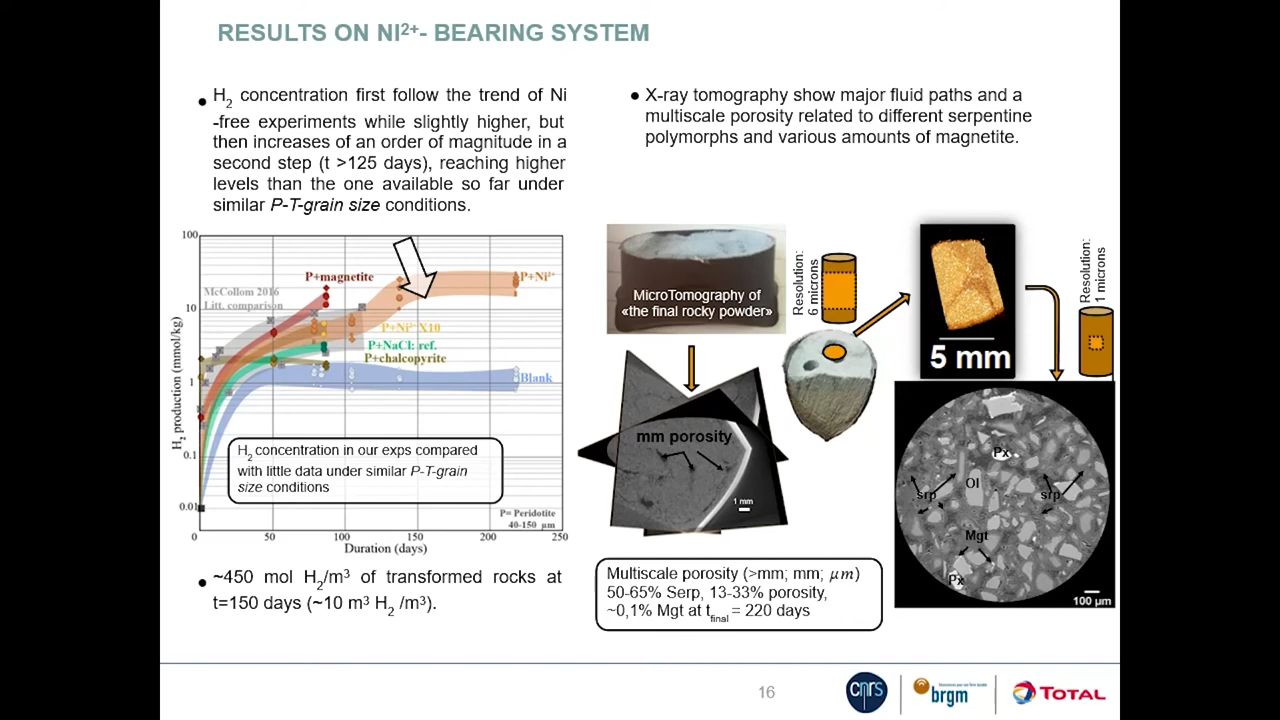 RESULTS ON NI²⁺- BEARING SYSTEM
• H₂ concentration first follow the trend of Ni
-free experiments while slightly higher, but
then increases of an order of magnitude in a
second step (t >125 days), reaching higher
levels than the one available so far under
similar P-T-grain size conditions.
• X-ray tomography show major fluid paths and a
multiscale porosity related to different serpentine
polymorphs and various amounts of magnetite.
100
10
1
0.1
0.01
H₂ production (mmol/kg)
McCollom 2016
Litt. comparison
P+magnetite
P+Ni²⁺
P+Ni²⁺ X10
P+NaCl: ref.
P+chalcopyrite
Blank
H₂ concentration in our exps compared
with little data under similar P-T-grain
size conditions
P= Peridotite
40-150 µm
0 50 100 150 200 250
Duration (days)
• ~450 mol H₂/m³ of transformed rocks at
t=150 days (~10 m³ H₂ /m³).
MicroTomography of
«the final rocky powder»
Resolution:
6 microns
5 mm
Resolution:
1 microns
mm porosity
1 mm
Px
Ol
srp
srp
Mgt
Px
100 µm
Multiscale porosity (>mm; mm; µm)
50-65% Serp, 13-33% porosity,
~0,1% Mgt at t_final = 220 days
16
cnrs
brgm
TOTAL